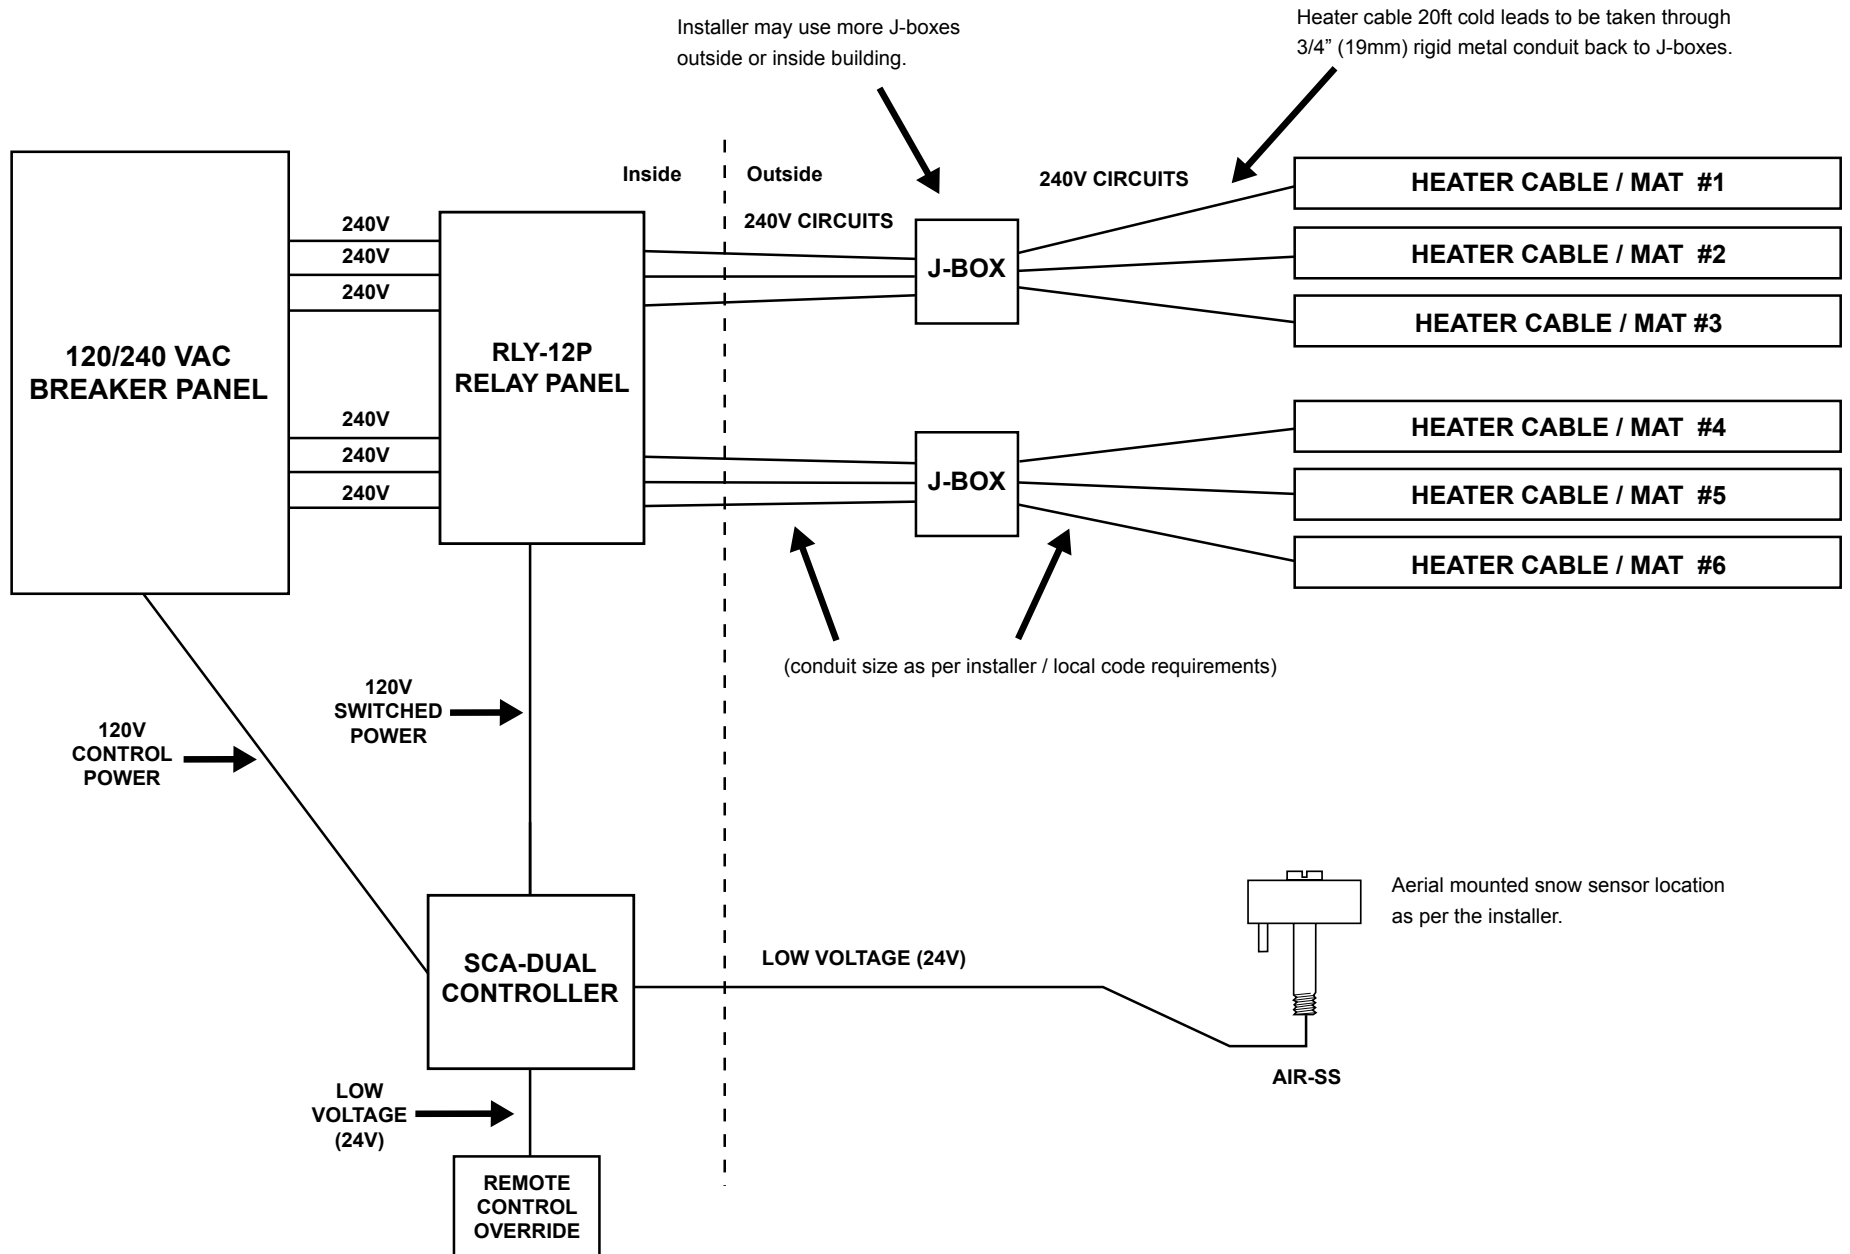 Installer may use more J-boxes
outside or inside building.
Heater cable 20ft cold leads to be taken through
3/4” (19mm) rigid metal conduit back to J-boxes.
Inside
Outside
240V CIRCUITS
240V CIRCUITS
240V
240V
240V
240V
240V
240V
120/240 VAC
BREAKER PANEL
RLY-12P
RELAY PANEL
J-BOX
J-BOX
HEATER CABLE / MAT #1
HEATER CABLE / MAT #2
HEATER CABLE / MAT #3
HEATER CABLE / MAT #4
HEATER CABLE / MAT #5
HEATER CABLE / MAT #6
(conduit size as per installer / local code requirements)
120V
SWITCHED
POWER
120V
CONTROL
POWER
SCA-DUAL
CONTROLLER
LOW VOLTAGE (24V)
Aerial mounted snow sensor location
as per the installer.
AIR-SS
LOW
VOLTAGE
(24V)
REMOTE
CONTROL
OVERRIDE